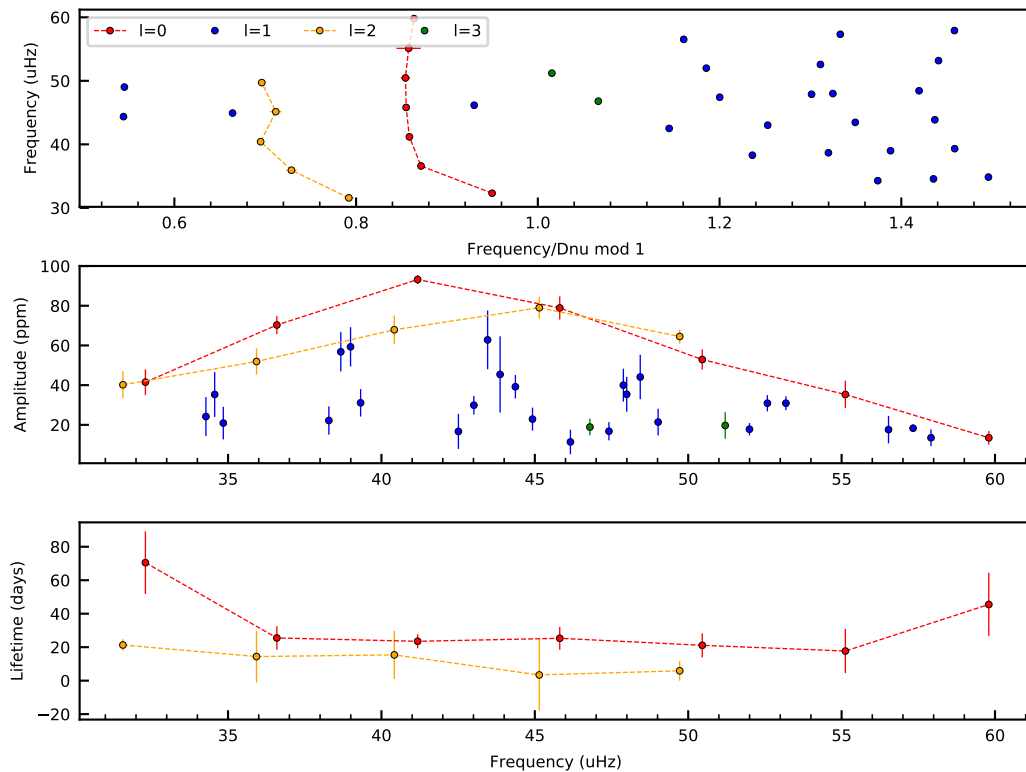 60
l=0 l=1 l=2 l=3
50
40
30
Frequency (uHz)
0.6 0.8 1.0 1.2 1.4
Frequency/Dnu mod 1
100
80
60
40
20
Amplitude (ppm)
35 40 45 50 55 60
80
60
40
20
0
−20
Lifetime (days)
35 40 45 50 55 60
Frequency (uHz)